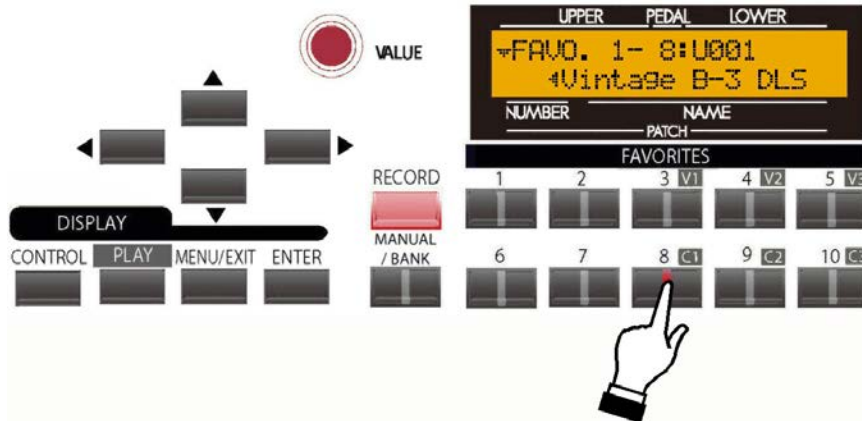 UPPER PEDAL LOWER
VALUE
FAVO. 1- 8:U001
Vintage B-3 DLS
NUMBER NAME
PATCH
FAVORITES
RECORD 1 2 3 V1 4 V2 5 V3
DISPLAY
MANUAL
CONTROL PLAY MENU/EXIT ENTER / BANK 6 7 8 C1 9 C2 10 C3